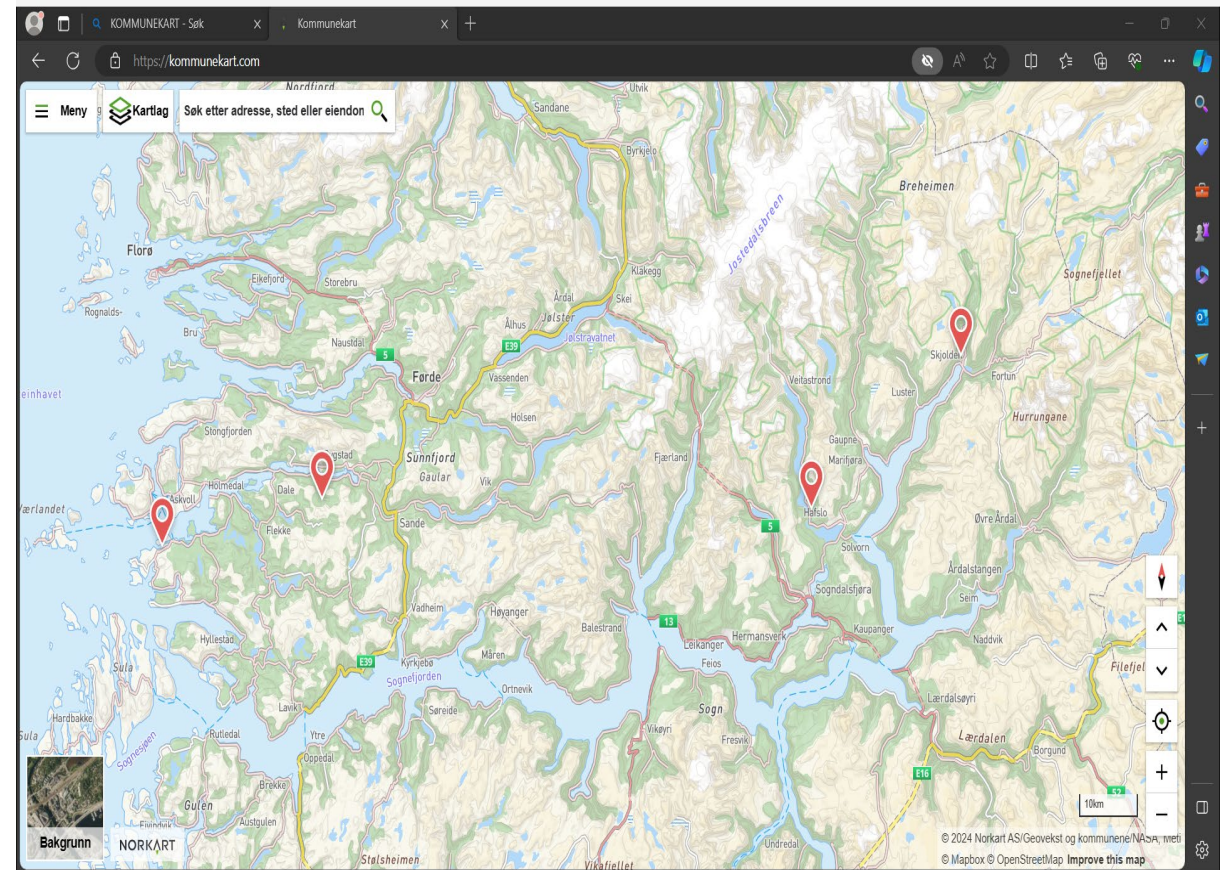 KOMMUNEKART - Søk
Kommunekart
https://kommunekart.com
Meny
Kartlag
Søk etter adresse, sted eller eiendom
Nordfjord
Utvik
Sandane
Byrkjelo
Breheimen
Jostedalsbreen
Florø
Klakegg
Sognefjellet
Eikefjord
Storebru
Årdal
Skei
Rognalds-
Ålhus
Jølster
Bru
Naustdal
E39
Jølstravatnet
5
Skjolden
Førde
Vassenden
Veitastrond
Fortun
einhavet
Luster
Holsen
Hurrungane
Stongfjorden
Gaupne
Sunnfjord
Fjærland
Marifjøra
ygstad
Gaular
Vik
Holmedal
Dale
Askvoll
Værlandet
Hafslo
Øvre Årdal
Flekke
Sande
5
Solvorn
Årdalstangen
Sogndalsfjøra
Seim
Vadheim
Høyanger
Balestrand
13
Kaupanger
Hyllestad
Hermansverk
Naddvik
Leikanger
Måren
E39
Kyrkjebø
Feios
Filefjel
Sula
Sognefjorden
Ortnevik
Lærdalsøyri
Lavik
Søreide
Sogn
Hardbakke
Vikøyri
Fresvik
Sula
Rutledal
Ytre
Oppedal
Lærdalen
Borgund
Sognesjøen
E16
Brekke
52
Gulen
10km
Austgulen
Eivindvik
Bakgrunn
NORKART
Undredal
Stølsheimen
Vikafjellet
© 2024 Norkart AS/Geovekst og kommunene/NASA, Meti
© Mapbox © OpenStreetMap Improve this map